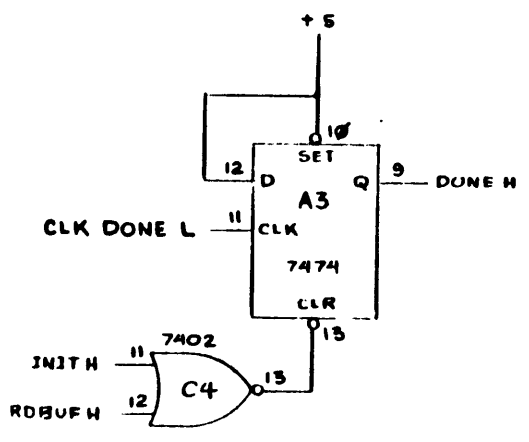 +5
10
SET
12
D
Q
9
DONE H
A3
CLK DONE L
11
CLK
7474
CLR
13
7402
INIT H
11
C4
13
RDBUF H
12